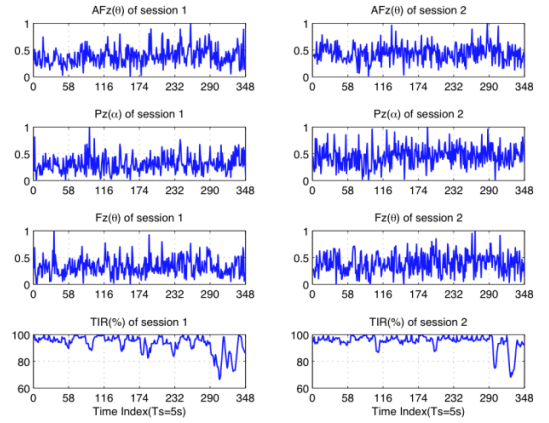 AFz(θ) of session 1
AFz(θ) of session 2
1
0.5
0
0 58 116 174 232 290 348
1
0.5
0
0 58 116 174 232 290 348
Pz(α) of session 1
Pz(α) of session 2
1
0.5
0
0 58 116 174 232 290 348
1
0.5
0
0 58 116 174 232 290 348
Fz(θ) of session 1
Fz(θ) of session 2
1
0.5
0
0 58 116 174 232 290 348
1
0.5
0
0 58 116 174 232 290 348
TIR(%) of session 1
TIR(%) of session 2
100
80
60
0 58 116 174 232 290 348
100
80
60
0 58 116 174 232 290 348
Time Index(Ts=5s)
Time Index(Ts=5s)